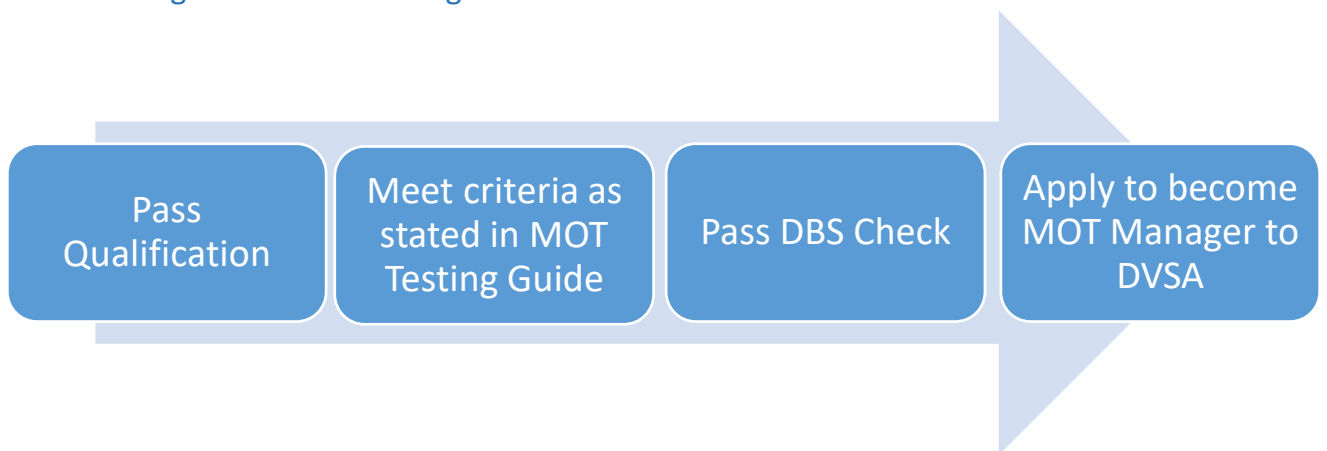 Pass
Qualification
Meet criteria as
stated in MOT
Testing Guide
Pass DBS Check
Apply to become
MOT Manager to
DVSA